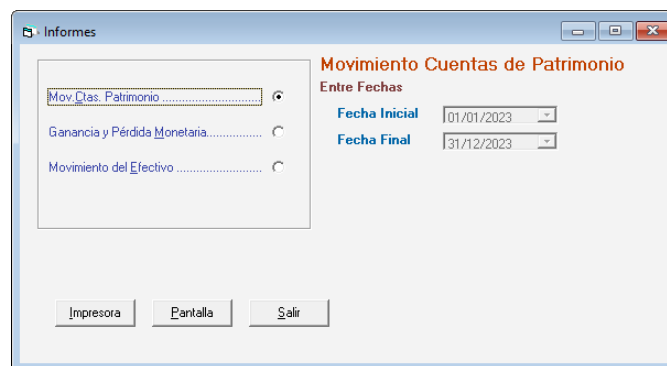 Informes
Mov.Ctas. Patrimonio ............................
Ganancia y Pérdida Monetaria................
Movimiento del Efectivo .........................
Movimiento Cuentas de Patrimonio
Entre Fechas
Fecha Inicial 01/01/2023
Fecha Final 31/12/2023
Impresora Pantalla Salir